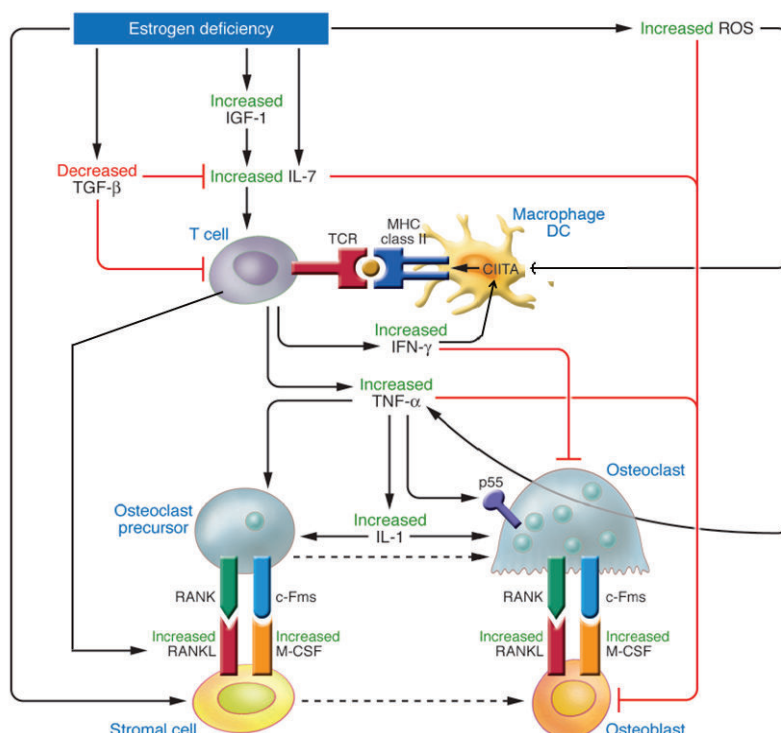 Estrogen deficiency
Increased ROS
Increased
IGF-1
Decreased
TGF-β
Increased IL-7
T cell
TCR
MHC
class II
Macrophage
DC
CIITA
Increased
IFN-γ
Increased
TNF-α
p55
Osteoclast
Osteoclast
precursor
Increased
IL-1
RANK
c-Fms
RANK
c-Fms
Increased
RANKL
Increased
M-CSF
Increased
RANKL
Increased
M-CSF
Stromal cell
Osteoblast